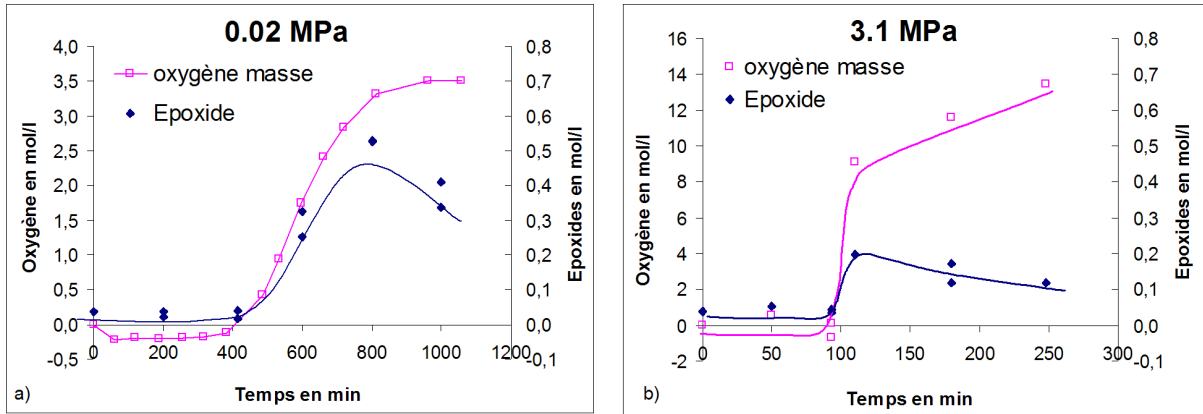 0.02 MPa
oxygène masse
Epoxide
Oxygène en mol/l
4,0
3,5
3,0
2,5
2,0
1,5
1,0
0,5
0,0
-0,5
0,8
0,7
0,6
0,5
0,4
0,3
0,2
0,1
0,0
-0,1
Epoxides en mol/l
0 200 400 600 800 1000 1200
Temps en min
a)
3.1 MPa
oxygène masse
Epoxide
Oxygène en mol/l
16
14
12
10
8
6
4
2
0
-2
0,8
0,7
0,6
0,5
0,4
0,3
0,2
0,1
0,0
-0,1
Epoxides en mol/l
0 50 100 150 200 250 300
Temps en min
b)